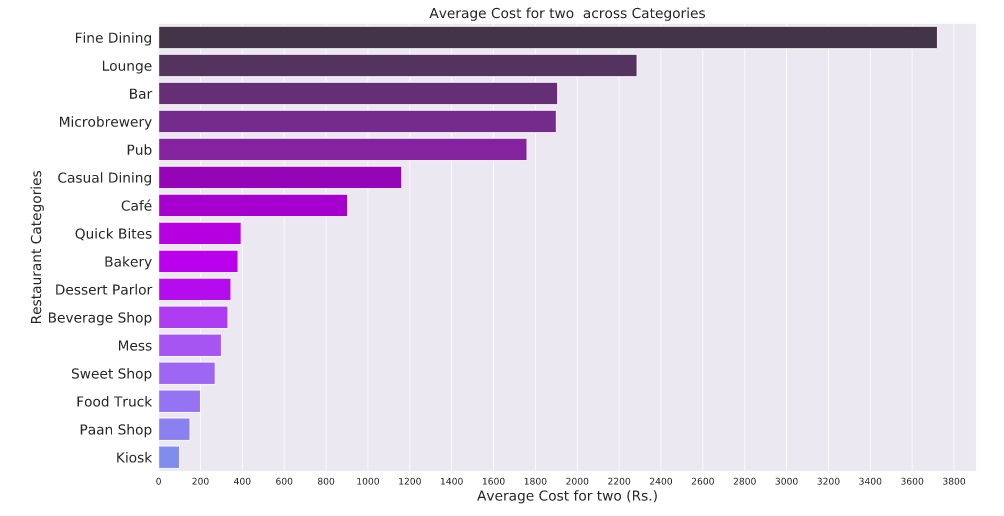 Average Cost for two  across Categories
Restaurant Categories
Fine Dining
Lounge
Bar
Microbrewery
Pub
Casual Dining
Café
Quick Bites
Bakery
Dessert Parlor
Beverage Shop
Mess
Sweet Shop
Food Truck
Paan Shop
Kiosk
0 200 400 600 800 1000 1200 1400 1600 1800 2000 2200 2400 2600 2800 3000 3200 3400 3600 3800
Average Cost for two (Rs.)